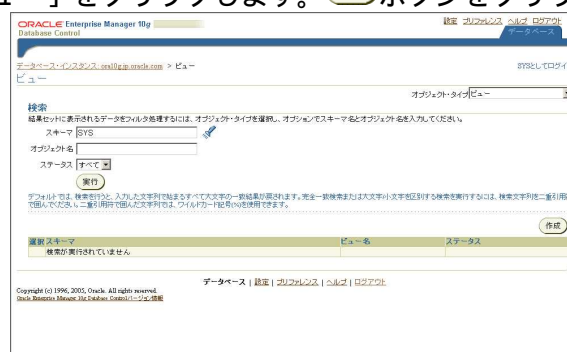 」をクリックします。 ボタンをクリッ
ORACLE Enterprise Manager 10g
Database Control
設定 プリファレンス ヘルプ ログアウト
データベース
データベース・インスタンス: ora10g.jp.oracle.com > ビュー
SYSとしてログイ
ビュー
オブジェクト・タイプ ビュー
検索
結果セットに表示されるデータをフィルタ処理するには、オブジェクト・タイプを選択し、オプションでスキーマ名とオブジェクト名を入力してください。
スキーマ SYS
オブジェクト名
ステータス すべて
実行
デフォルトでは、検索を行うと、入力した文字列で始まるすべて大文字の一致結果が戻されます。完全一致検索または大文字小文字を区別する検索を実行するには、検索文字列を二重引用
で囲んでください。二重引用符で囲んだ文字列では、ワイルドカード記号(%)を使用できます。
作成
選択 スキーマ ビュー名 ステータス
検索が実行されていません
データベース | 設定 | プリファレンス | ヘルプ | ログアウト
Copyright (c) 1996, 2005, Oracle. All rights reserved.
Oracle Enterprise Manager 10g Database Controlバージョン情報